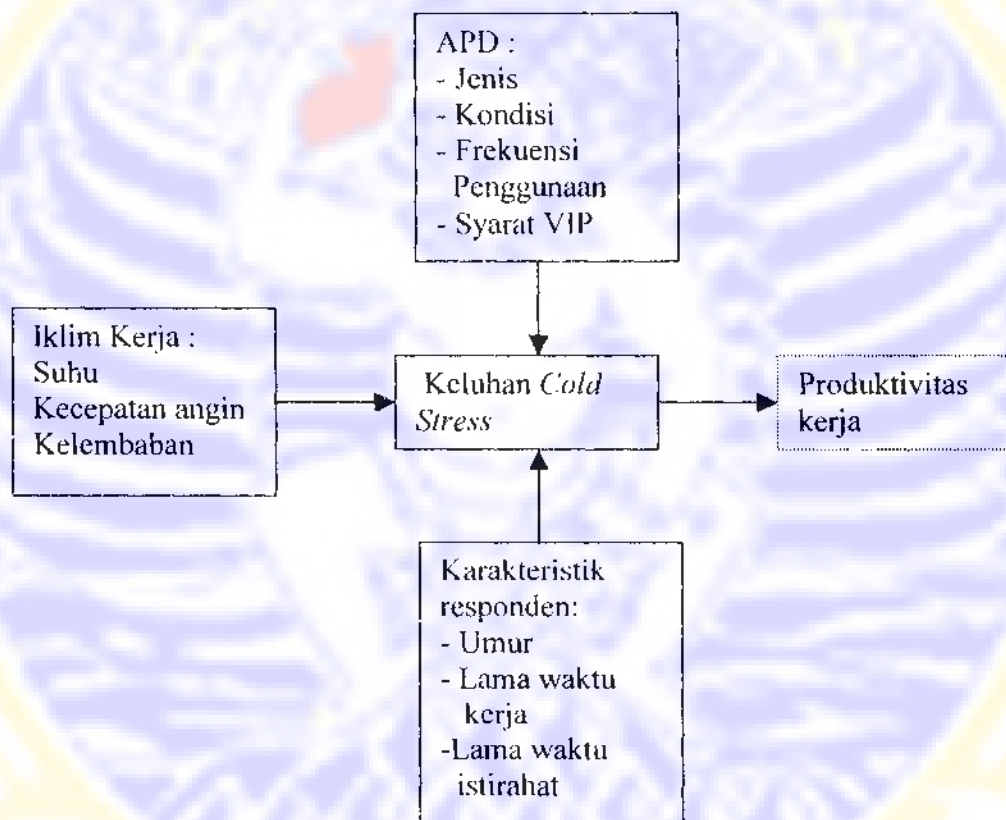 APD :
- Jenis
- Kondisi
- Frekuensi
Penggunaan
- Syarat VIP
Iklim Kerja :
Suhu
Kecepatan angin
Kelembaban
Keluhan Cold
Stress
Produktivitas
kerja
Karakteristik
responden:
- Umur
- Lama waktu
kerja
-Lama waktu
istirahat